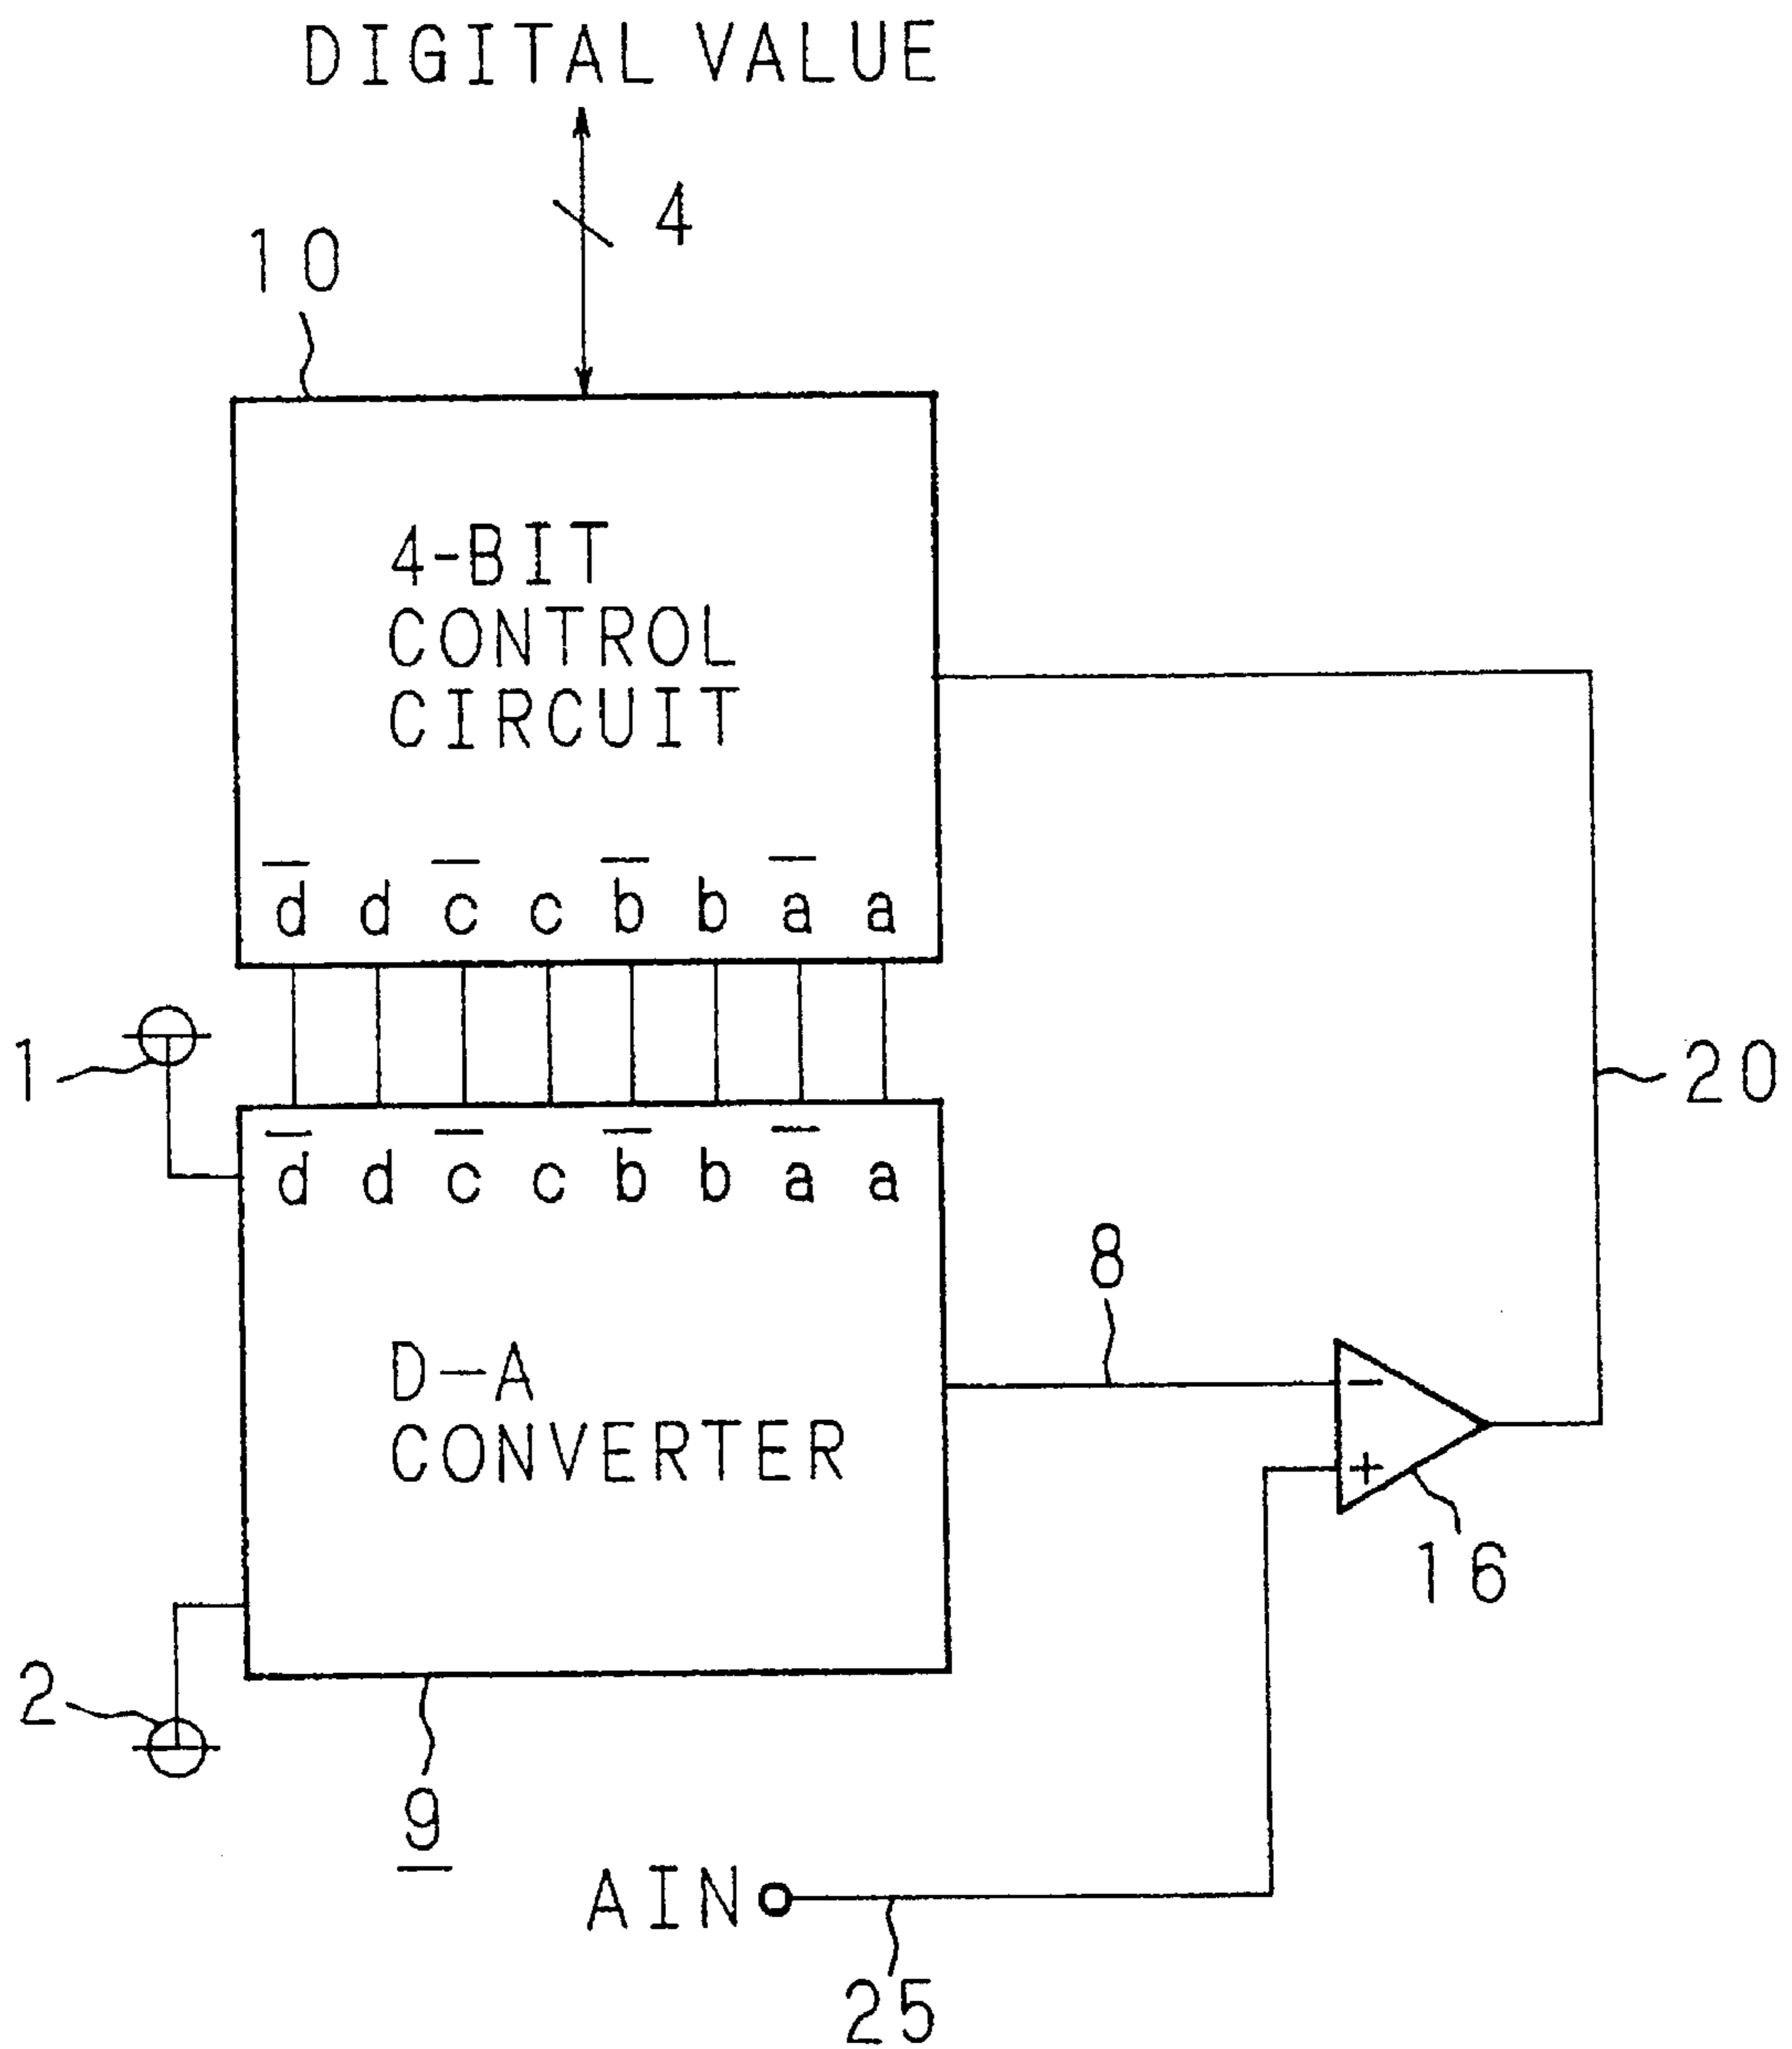 DIGITAL VALUE
4
10
4-BIT
CONTROL
CIRCUIT
d̅ d c̅ c b̅ b a̅ a
1
20
d̅ d c̅ c b̅ b a̅ a
8
D-A
CONVERTER
-
+
16
2
9
AIN
25